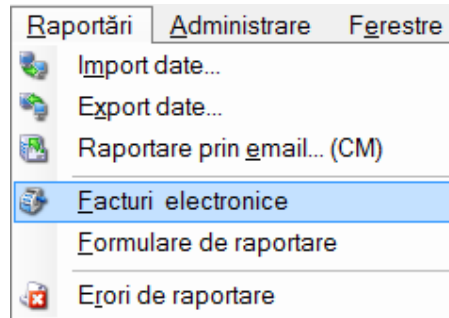 Raportări Administrare Ferestre
Import date...
Export date...
Raportare prin email... (CM)
Facturi electronice
Formulare de raportare
Erori de raportare